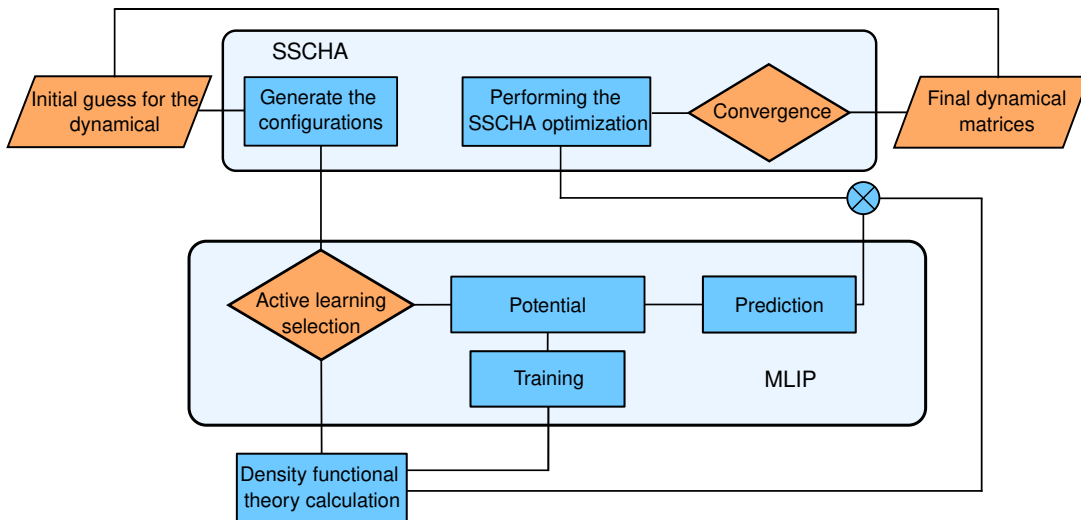 SSCHA
Initial guess for the
dynamical
Generate the
configurations
Performing the
SSCHA optimization
Convergence
Final dynamical
matrices
Active learning
selection
Potential
Prediction
Training
MLIP
Density functional
theory calculation